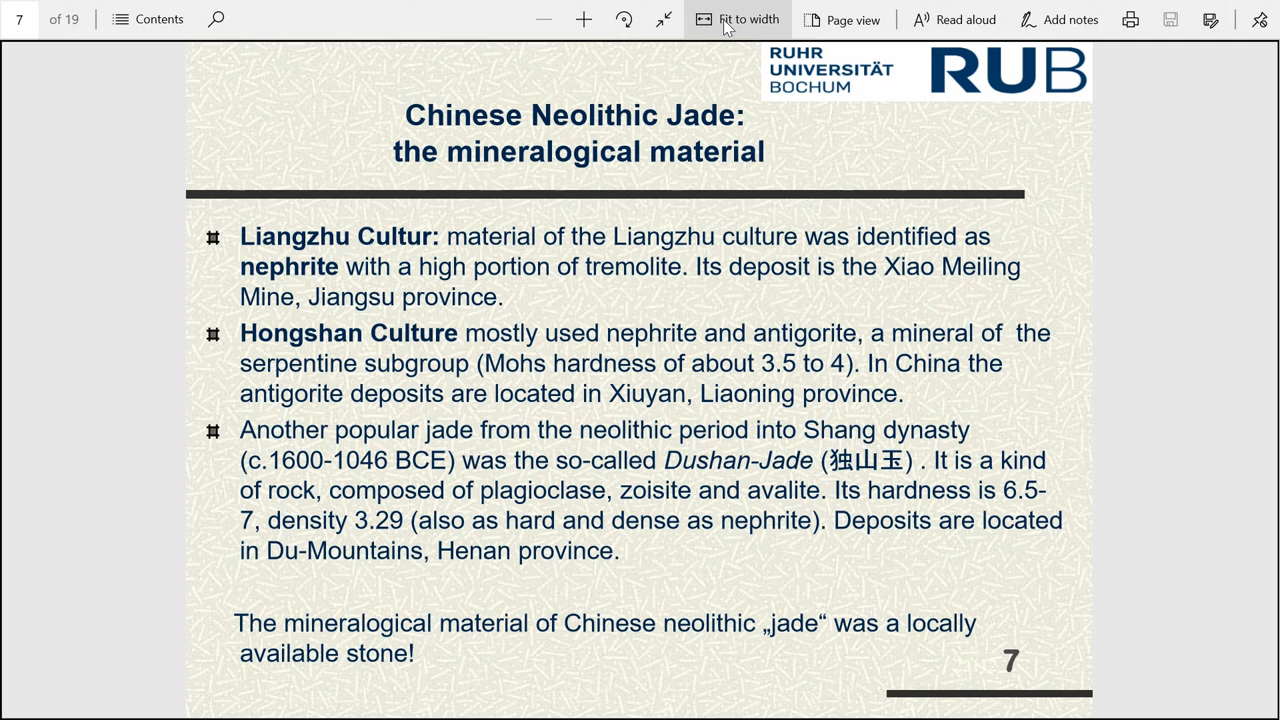 7 of 19 Contents Fit to width Page view Read aloud Add notes
RUHR
UNIVERSITÄT
BOCHUM
RUB
Chinese Neolithic Jade:
the mineralogical material
Liangzhu Cultur: material of the Liangzhu culture was identified as
nephrite with a high portion of tremolite. Its deposit is the Xiao Meiling
Mine, Jiangsu province.
Hongshan Culture mostly used nephrite and antigorite, a mineral of the
serpentine subgroup (Mohs hardness of about 3.5 to 4). In China the
antigorite deposits are located in Xiuyan, Liaoning province.
Another popular jade from the neolithic period into Shang dynasty
(c.1600-1046 BCE) was the so-called Dushan-Jade (独山玉) . It is a kind
of rock, composed of plagioclase, zoisite and avalite. Its hardness is 6.5-
7, density 3.29 (also as hard and dense as nephrite). Deposits are located
in Du-Mountains, Henan province.
The mineralogical material of Chinese neolithic „jade“ was a locally
available stone!
7